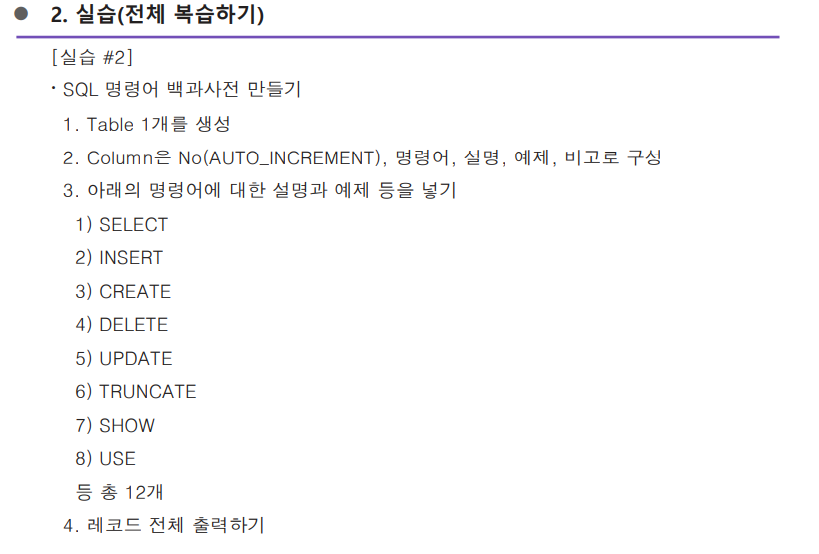 ● 2. 실습(전체 복습하기)
[실습 #2]
· SQL 명령어 백과사전 만들기
1. Table 1개를 생성
2. Column은 No(AUTO_INCREMENT), 명령어, 실명, 예제, 비고로 구싱
3. 아래의 명령어에 대한 설명과 예제 등을 넣기
1) SELECT
2) INSERT
3) CREATE
4) DELETE
5) UPDATE
6) TRUNCATE
7) SHOW
8) USE
등 총 12개
4. 레코드 전체 출력하기